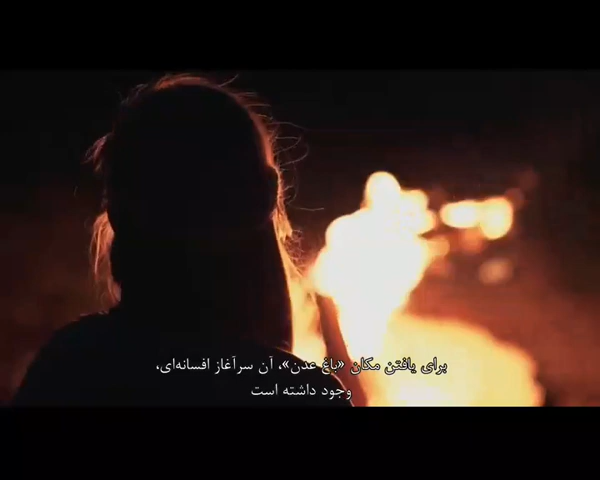 برای یافتن مکان «باغ عدن»، آن سرآغاز افسانه‌ای،
وجود داشته است